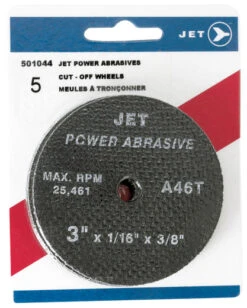 JET
501044 JET POWER ABRASIVES
5 CUT - OFF WHEELS
MEULES À TRONÇONNER
JET
POWER ABRASIVE
MAX. RPM A46T
25,461
3" x 1/16" x 3/8"